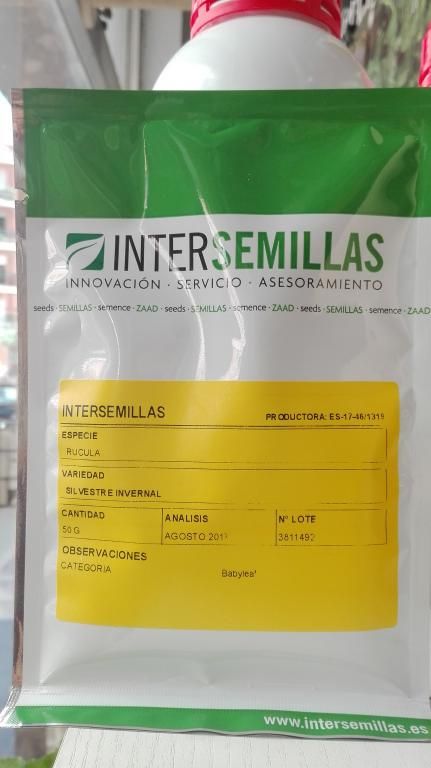 INTERSEMILLAS
INNOVACIÓN · SERVICIO · ASESORAMIENTO
seeds · SEMILLAS · semence · ZAAD · seeds · SEMILLAS · semence · ZAAD · seeds · SEMILLAS · semence · ZAAD
INTERSEMILLAS PRODUCTORA: ES-17-46/1319
ESPECIE
RUCULA
VARIEDAD
SILVESTRE INVERNAL
CANTIDAD ANALISIS Nº LOTE
50 G AGOSTO 3811492
OBSERVACIONES
CATEGORIA
www.intersemillas.es